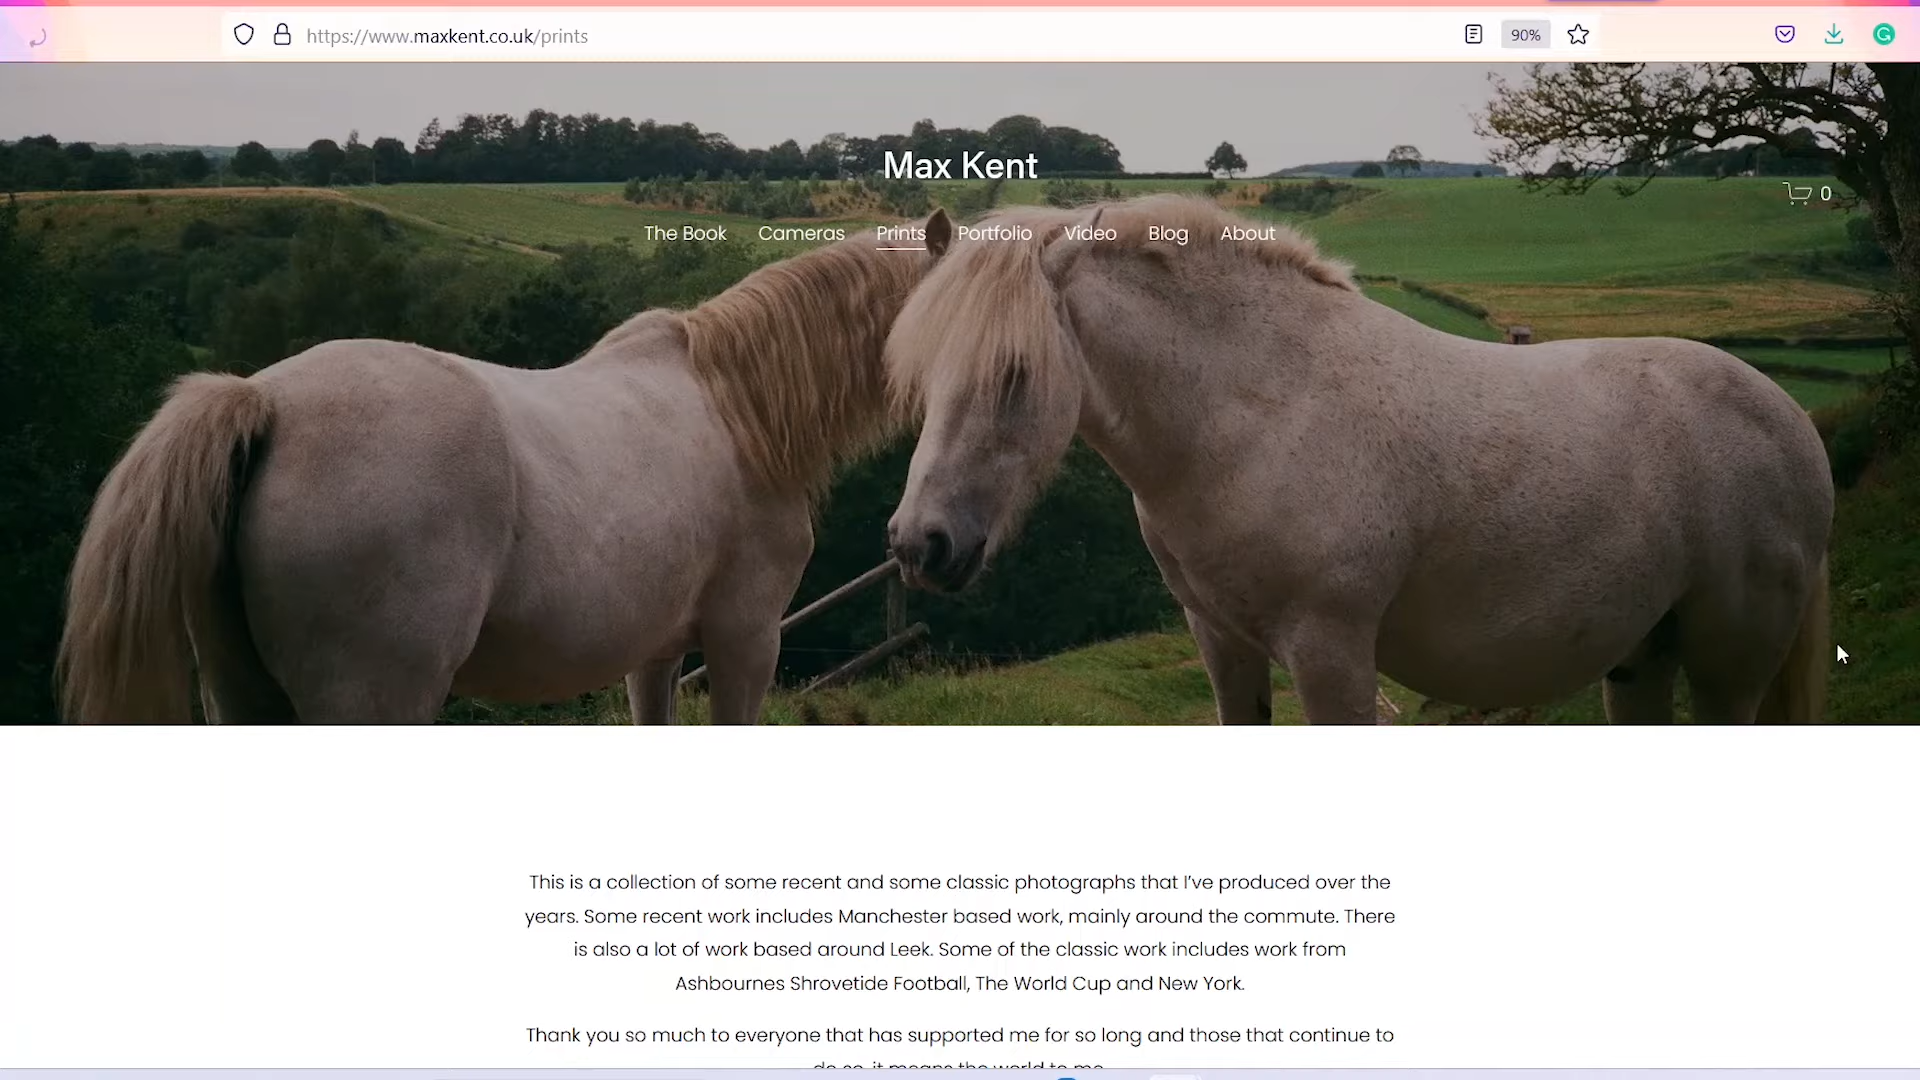 https://www.maxkent.co.uk/prints
90%
Max Kent
0
The Book Cameras Prints Portfolio Video Blog About
This is a collection of some recent and some classic photographs that I've produced over the
years. Some recent work includes Manchester based work, mainly around the commute. There
is also a lot of work based around Leek. Some of the classic work includes work from
Ashbournes Shrovetide Football, The World Cup and New York.
Thank you so much to everyone that has supported me for so long and those that continue to
do so, it means the world to me